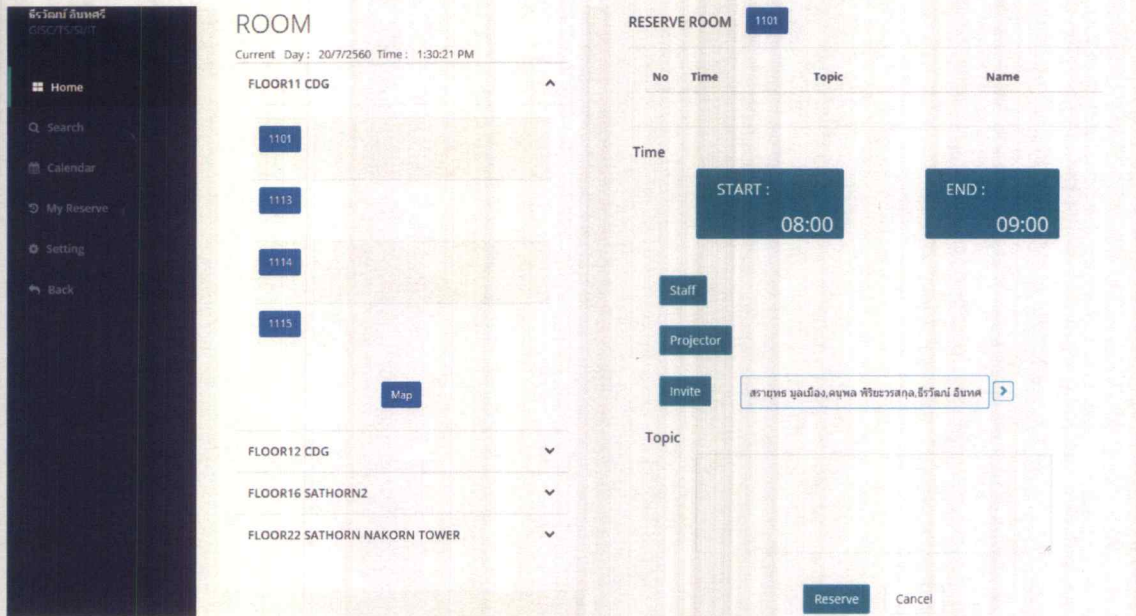 ธีรวัฒน์ อินทศรี
GISC/TS/SI/IT
Home
Search
Calendar
My Reserve
Setting
Back
ROOM
Current Day : 20/7/2560 Time : 1:30:21 PM
FLOOR11 CDG
1101
1113
1114
1115
Map
FLOOR12 CDG
FLOOR16 SATHORN2
FLOOR22 SATHORN NAKORN TOWER
RESERVE ROOM 1101
No Time Topic Name
Time
START : END :
08:00 09:00
Staff
Projector
Invite สรายุทธ มูลเมือง,ดนุพล พิริยะวรสกุล,ธีรวัฒน์ อินทศ
Topic
Reserve Cancel